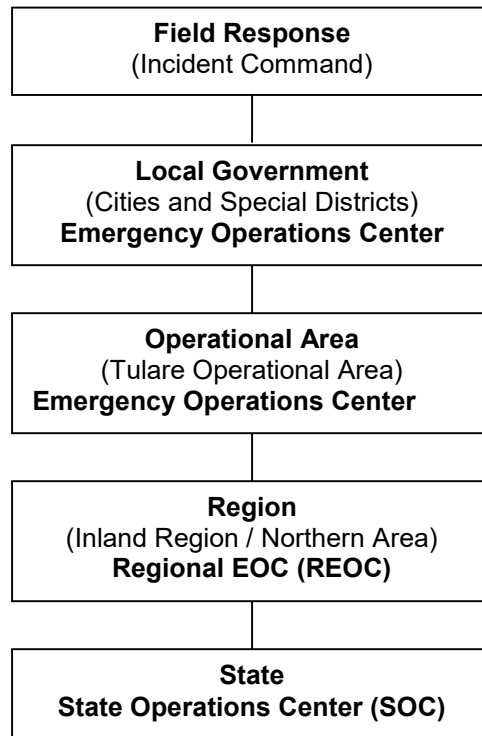 Field Response
(Incident Command)
Local Government
(Cities and Special Districts)
Emergency Operations Center
Operational Area
(Tulare Operational Area)
Emergency Operations Center
Region
(Inland Region / Northern Area)
Regional EOC (REOC)
State
State Operations Center (SOC)